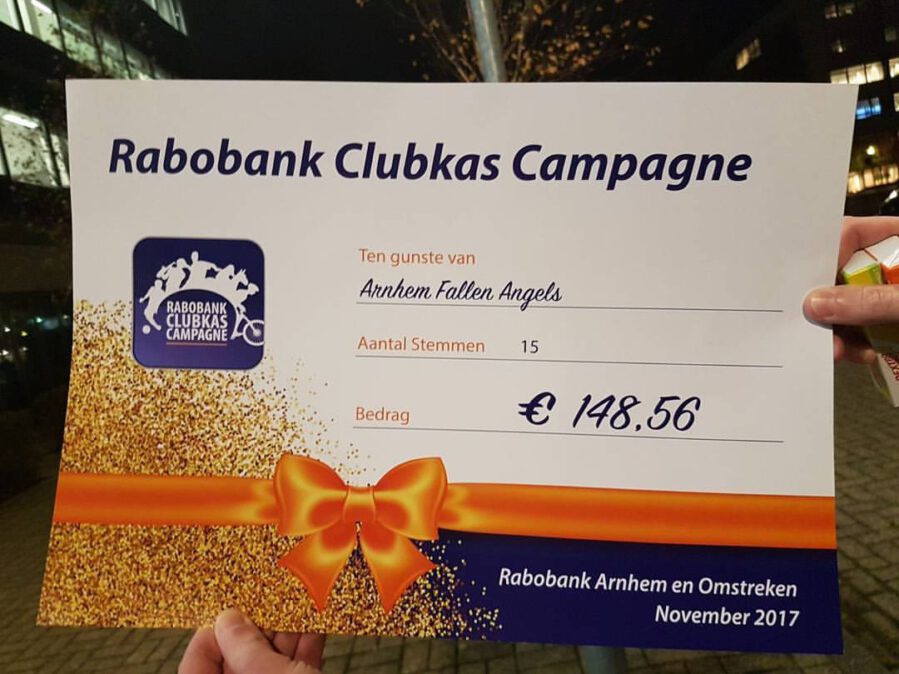 Rabobank Clubkas Campagne
RABOBANK
CLUBKAS
CAMPAGNE
Ten gunste van
Arnhem Fallen Angels
Aantal Stemmen 15
Bedrag € 148,56
Rabobank Arnhem en Omstreken
November 2017